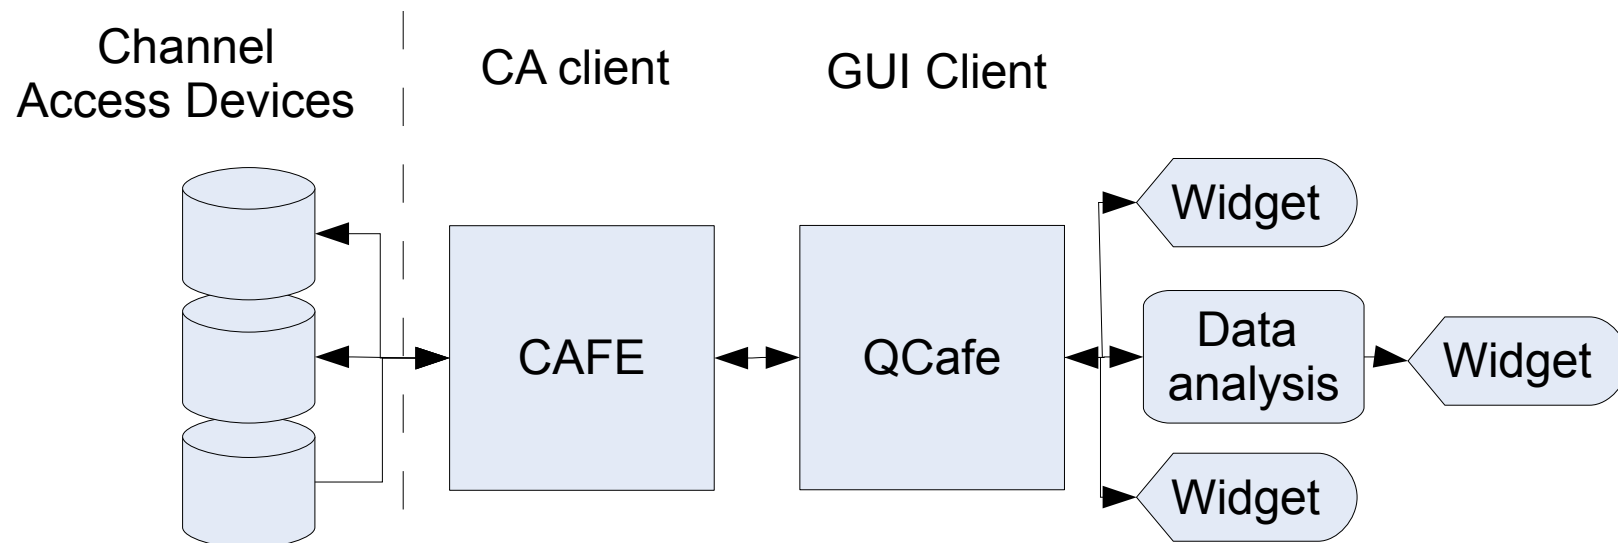 Channel
Access Devices
CA client
GUI Client
CAFE
QCafe
Widget
Data
analysis
Widget
Widget